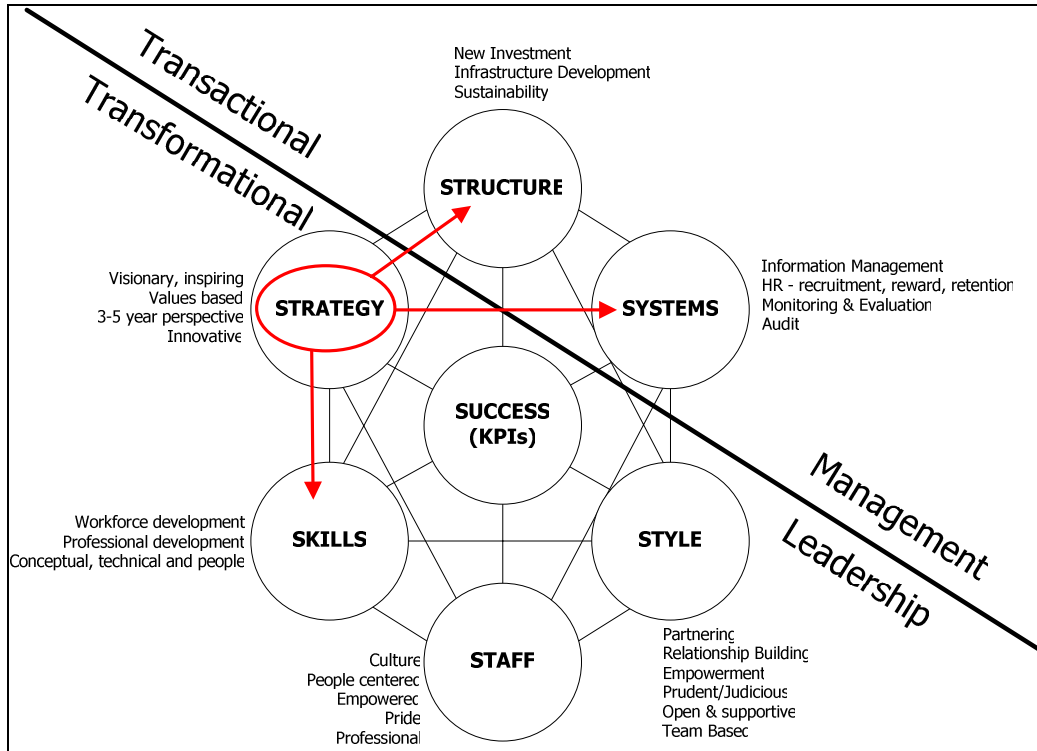 Transactional
Transformational
New Investment
Infrastructure Development
Sustainability
STRUCTURE
Visionary, inspiring
Values based
3-5 year perspective
Innovative
STRATEGY
SYSTEMS
Information Management
HR - recruitment, reward, retention
Monitoring & Evaluation
Audit
SUCCESS
(KPIs)
Management
Leadership
Workforce development
Professional development
Conceptual, technical and people
SKILLS
STYLE
STAFF
Culture
People centered
Empowered
Pride
Professional
Partnering
Relationship Building
Empowerment
Prudent/Judicious
Open & supportive
Team Based